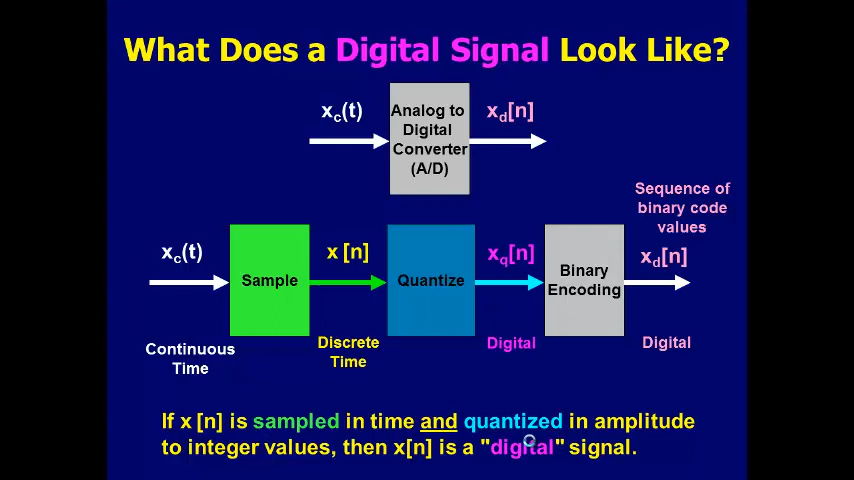 What Does a Digital Signal Look Like?
xc(t)
Analog to
Digital
Converter
(A/D)
xd[n]
Sequence of
binary code
values
xc(t)
Sample
x [n]
Quantize
xq[n]
Binary
Encoding
xd[n]
Continuous
Time
Discrete
Time
Digital
Digital
If x [n] is sampled in time and quantized in amplitude
to integer values, then x[n] is a "digital" signal.